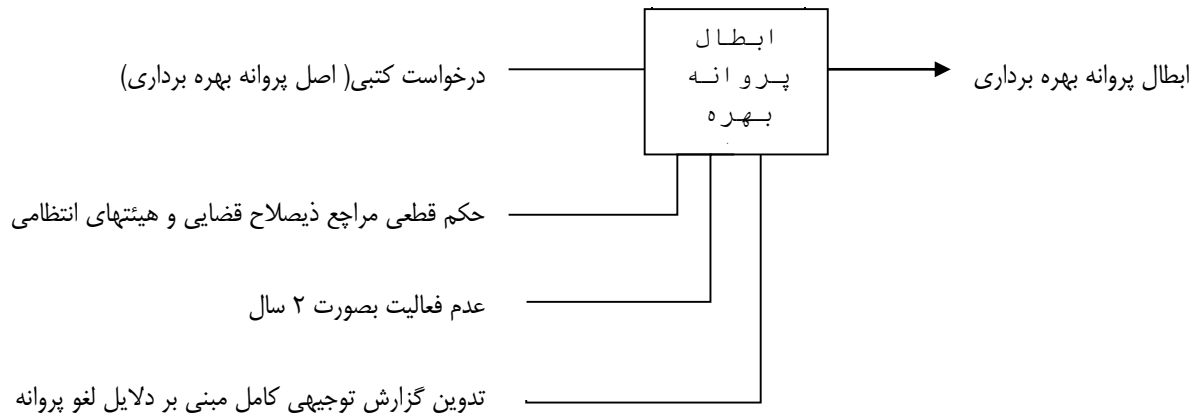 ابطال
پروانه
بهره
درخواست کتبی( اصل پروانه بهره برداری)
ابطال پروانه بهره برداری
حکم قطعی مراجع ذیصلاح قضایی و هیئتهای انتظامی
عدم فعالیت بصورت ۲ سال
تدوین گزارش توجیهی کامل مبنی بر دلایل لغو پروانه